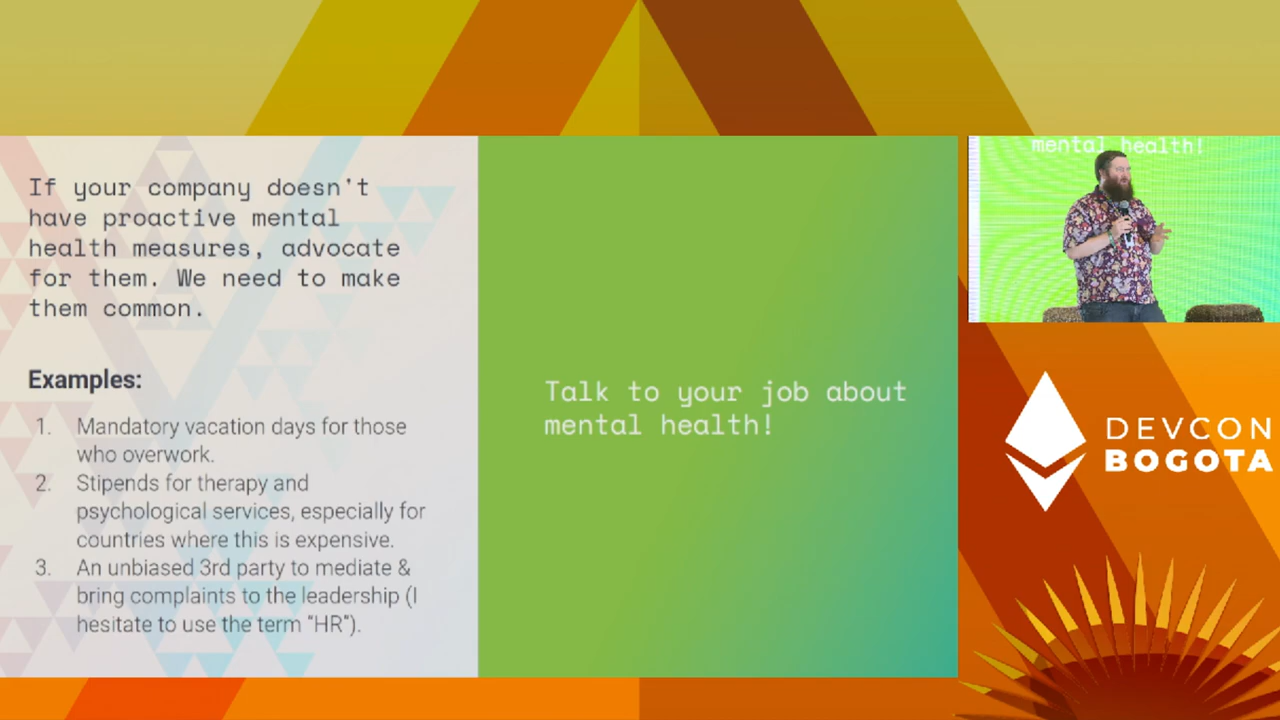 If your company doesn't
have proactive mental
health measures, advocate
for them. We need to make
them common.
Examples:
1. Mandatory vacation days for those
who overwork.
2. Stipends for therapy and
psychological services, especially for
countries where this is expensive.
3. An unbiased 3rd party to mediate &
bring complaints to the leadership (I
hesitate to use the term "HR").
Talk to your job about
mental health!
mental health!
DEVCON
BOGOTA